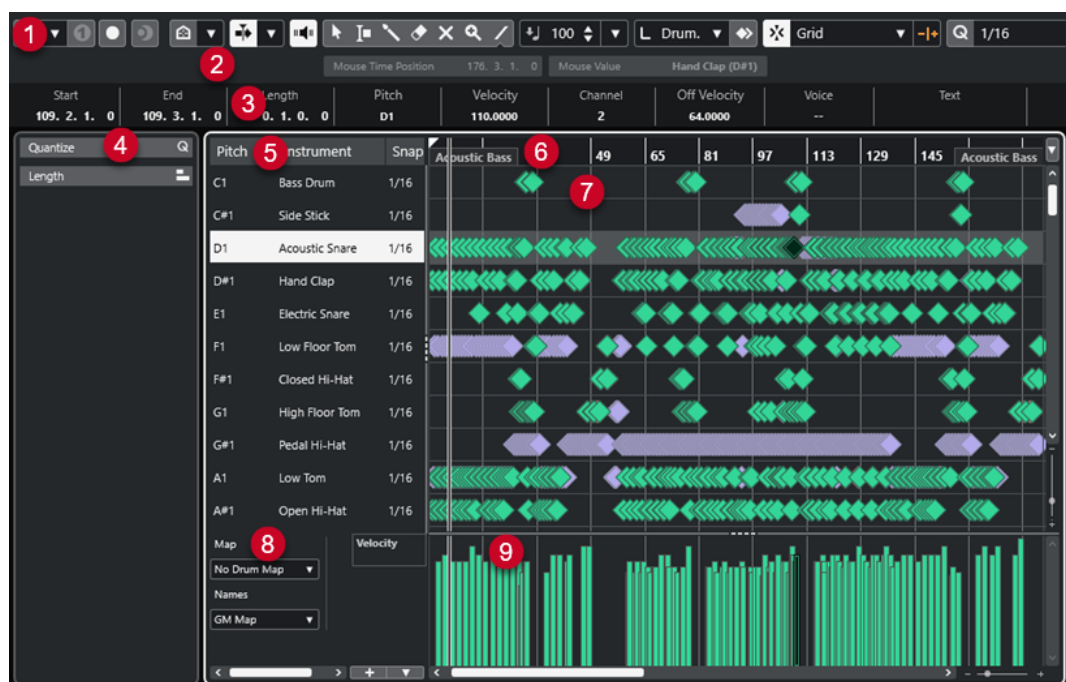 1
100 L Drum. Grid Q 1/16
2
Mouse Time Position 176. 3. 1. 0 Mouse Value Hand Clap (D#1)
Start End Length Pitch Velocity Channel Off Velocity Voice Text
3
109. 2. 1. 0 109. 3. 1. 0 0. 1. 0. 0 D1 110.0000 2 64.0000 --
Quantize Q
4
Length
Pitch Instrument Snap
5
Acoustic Bass 49 65 81 97 113 129 145 Acoustic Bass
6
7
C1 Bass Drum 1/16
C#1 Side Stick 1/16
D1 Acoustic Snare 1/16
D#1 Hand Clap 1/16
E1 Electric Snare 1/16
F1 Low Floor Tom 1/16
F#1 Closed Hi-Hat 1/16
G1 High Floor Tom 1/16
G#1 Pedal Hi-Hat 1/16
A1 Low Tom 1/16
A#1 Open Hi-Hat 1/16
Map
8
No Drum Map
Names
GM Map
Velocity
9